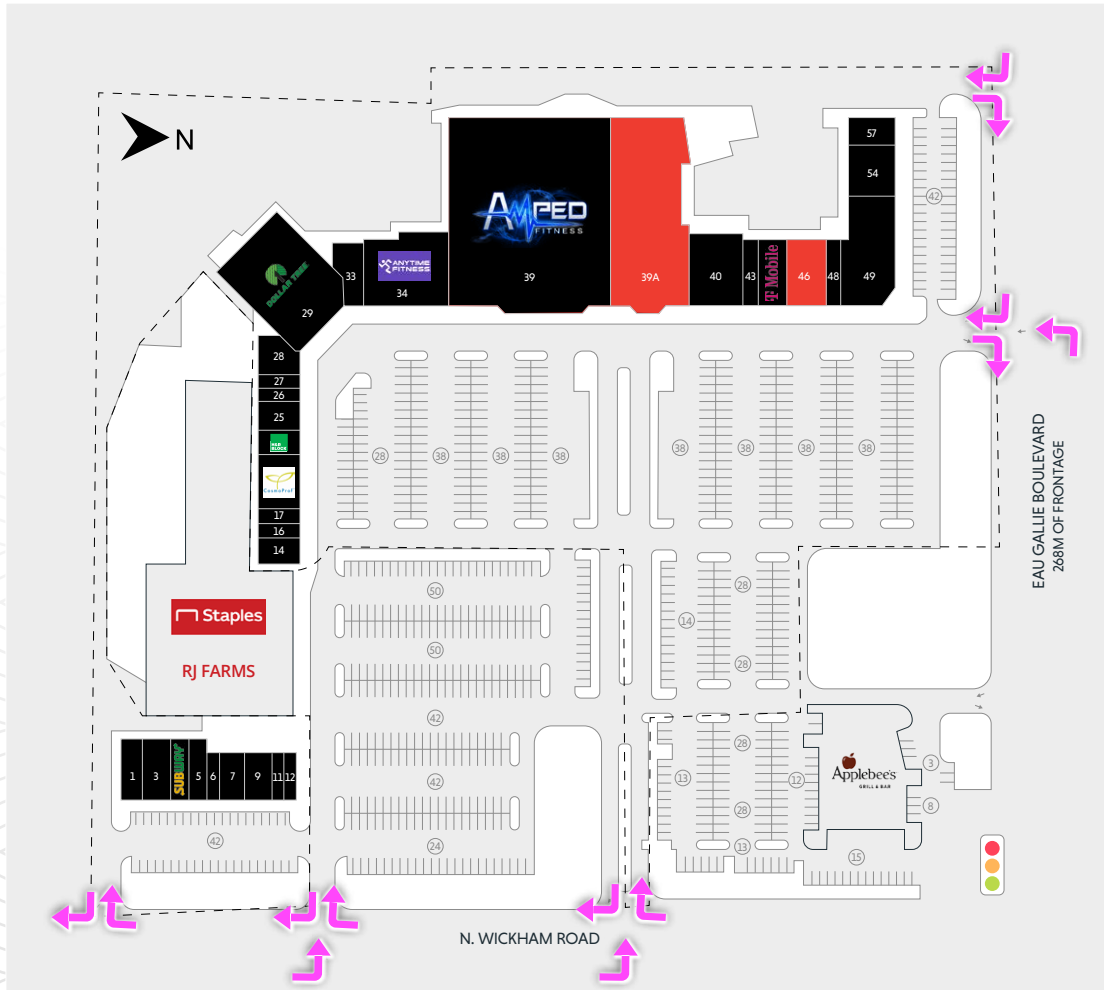 N
57
54
42
AMPED
FITNESS
DOLLAR TREE
33
ANYTIME
FITNESS
34
39
39A
40
43
T Mobile
46
48
49
29
28
27
26
25
H&R
BLOCK
CosmoProf
17
16
14
28
38
38
38
38
38
38
38
EAU GALLIE BOULEVARD
268M OF FRONTAGE
50
28
14
50
28
Staples
RJ FARMS
42
28
13
12
Applebee's
GRILL & BAR
3
8
1
3
SUBWAY
5
6
7
9
11
12
42
28
42
24
13
15
N. WICKHAM ROAD